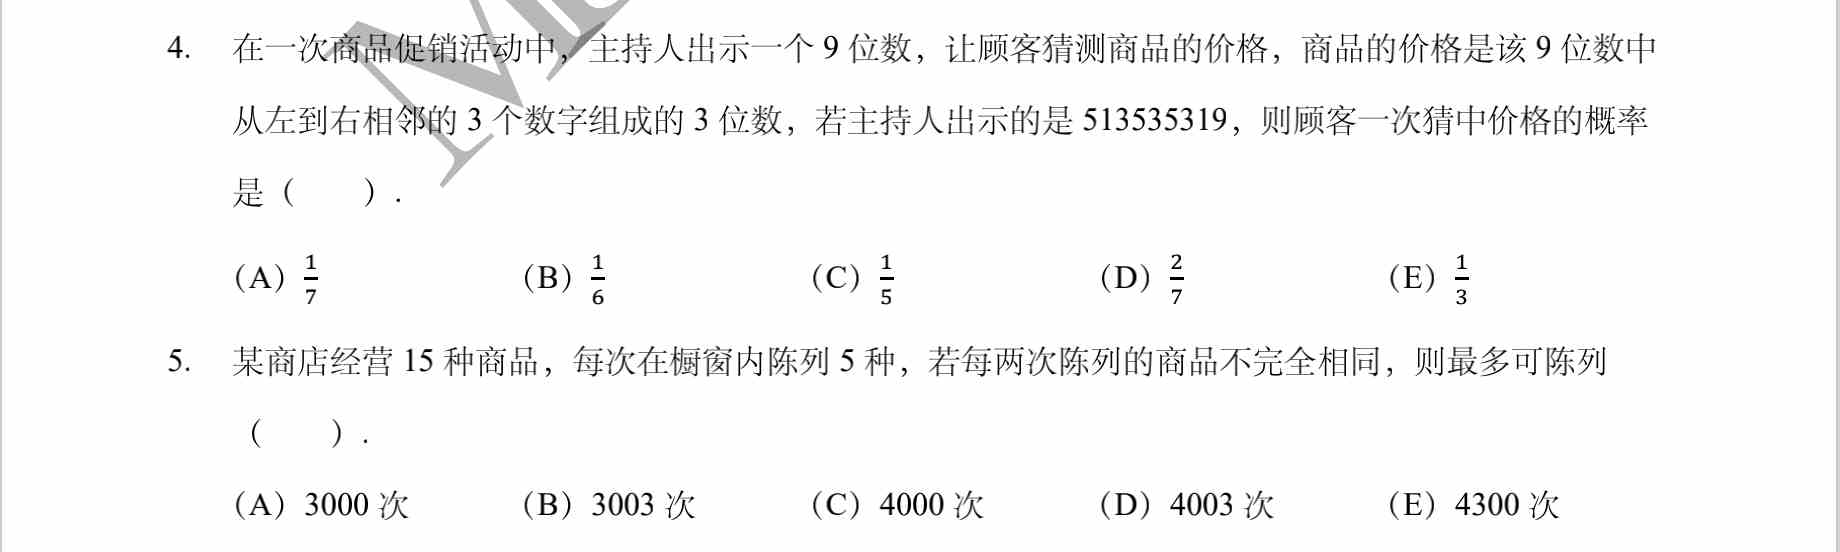 4. 在一次商品促销活动中，主持人出示一个 9 位数，让顾客猜测商品的价格，商品的价格是该 9 位数中
从左到右相邻的 3 个数字组成的 3 位数，若主持人出示的是 513535319，则顾客一次猜中价格的概率
是（　　）.
（A）1/7 （B）1/6 （C）1/5 （D）2/7 （E）1/3
5. 某商店经营 15 种商品，每次在橱窗内陈列 5 种，若每两次陈列的商品不完全相同，则最多可陈列
（　　）.
（A）3000 次 （B）3003 次 （C）4000 次 （D）4003 次 （E）4300 次